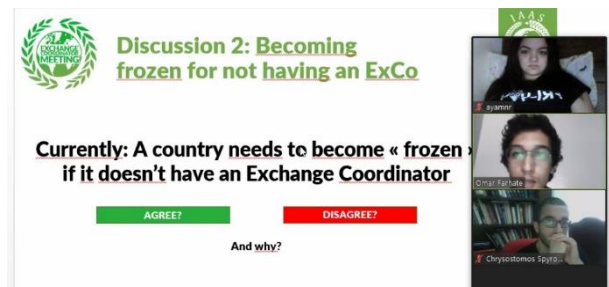 EXCHANGE
COORDINATOR
MEETING
IAAS
Discussion 2: Becoming
frozen for not having an ExCo
Currently: A country needs to become « frozen »
if it doesn't have an Exchange Coordinator
AGREE?
DISAGREE?
And why?
ayamnr
Omar Farhate
Chrysostomos Spyro...